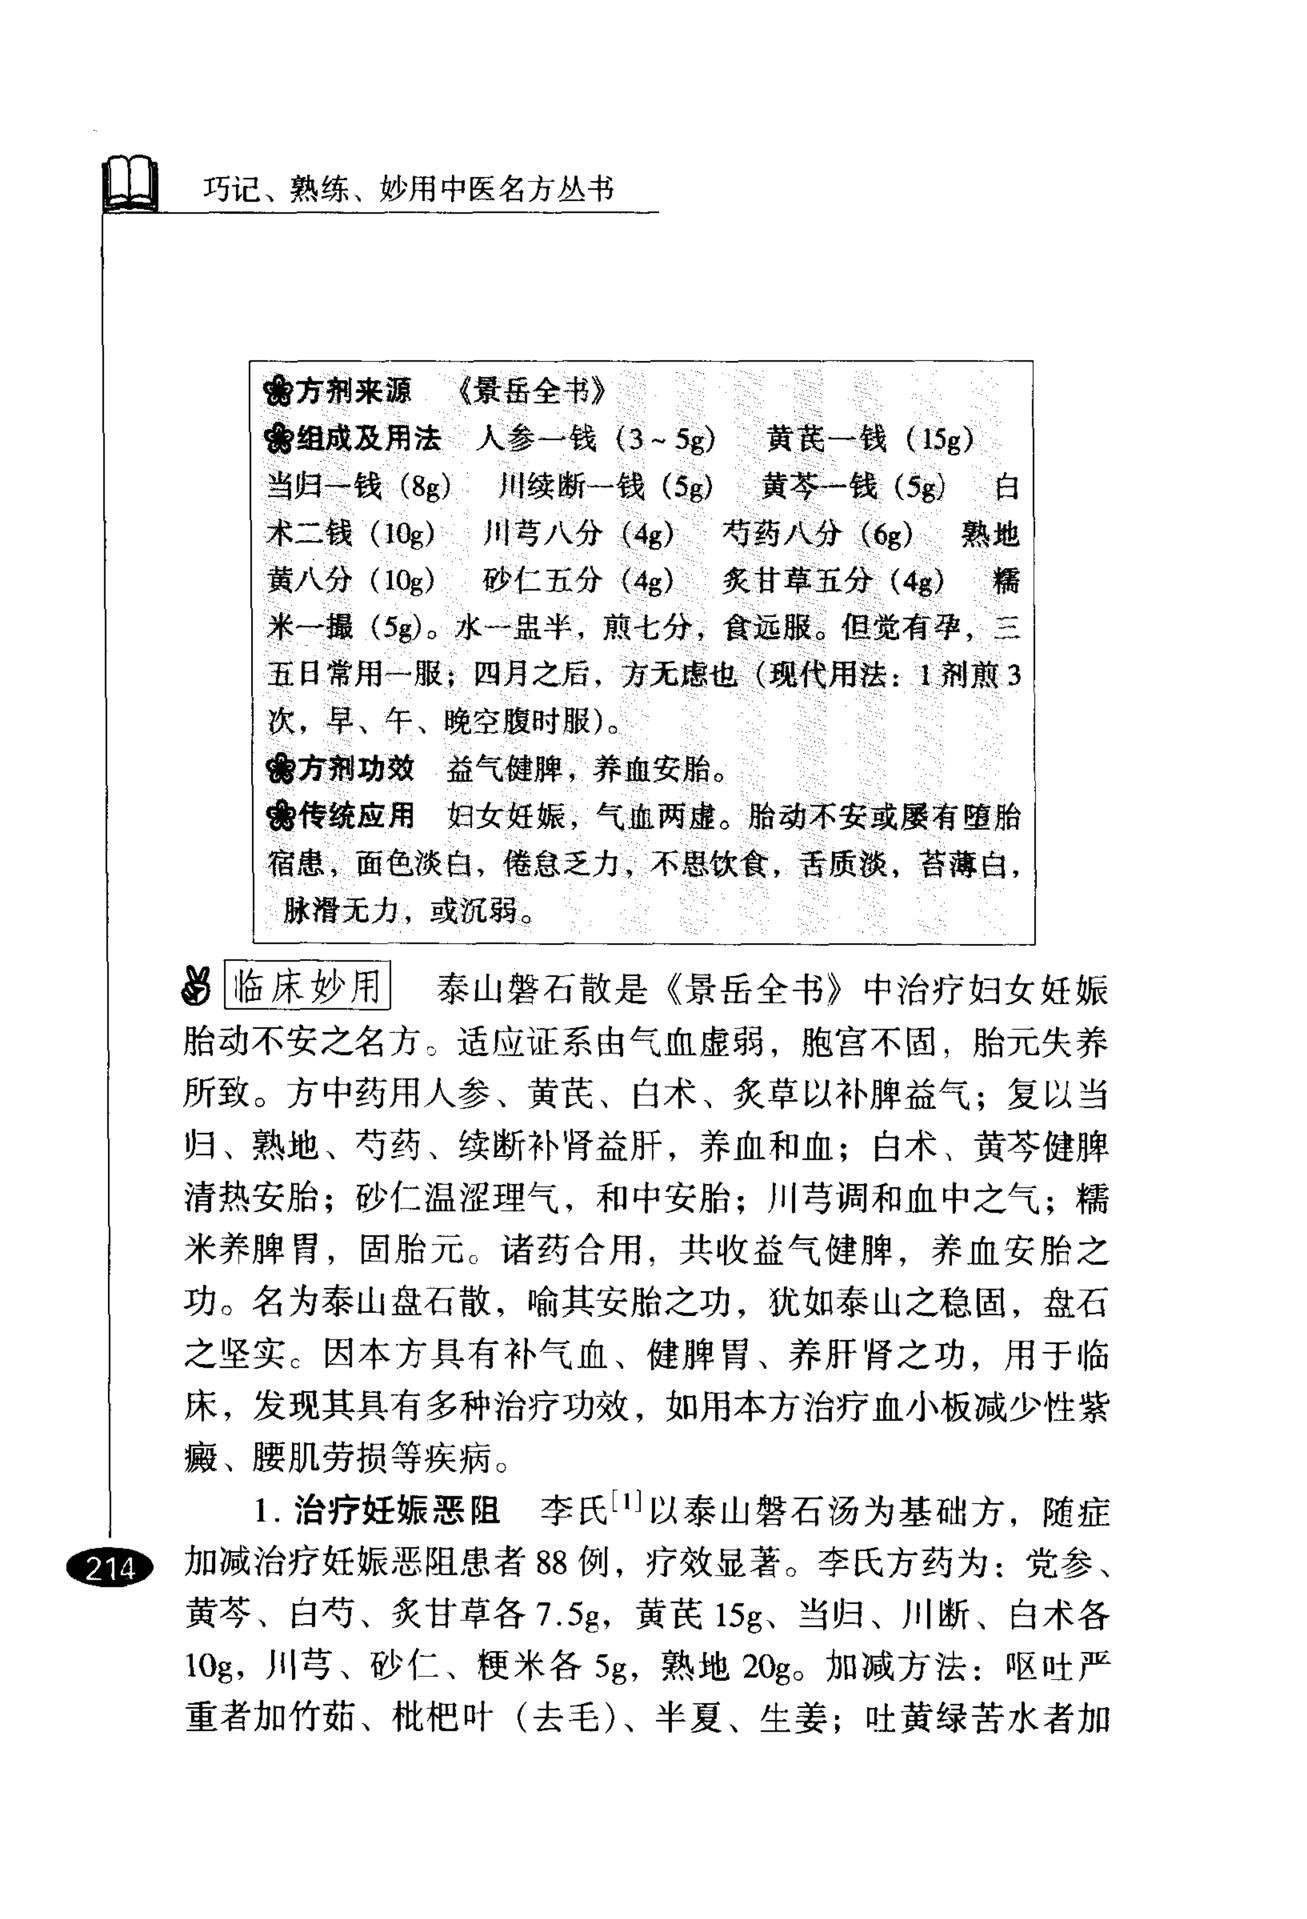 巧记、熟练、妙用中医名方丛书
方剂来源 《景岳全书》
组成及用法 人参一钱（3～5g） 黄芪一钱（15g）
当归一钱（8g） 川续断一钱（5g） 黄芩一钱（5g） 白
术二钱（10g） 川芎八分（4g） 芍药八分（6g） 熟地
黄八分（10g） 砂仁五分（4g） 炙甘草五分（4g） 糯
米一撮（5g）。水一盅半，煎七分，食远服。但觉有孕，三
五日常用一服；四月之后，方无虑也（现代用法：1剂煎3
次，早、午、晚空腹时服）。
方剂功效 益气健脾，养血安胎。
传统应用 妇女妊娠，气血两虚。胎动不安或屡有堕胎
宿患，面色淡白，倦怠乏力，不思饮食，舌质淡，苔薄白，
脉滑无力，或沉弱。
临床妙用 泰山磐石散是《景岳全书》中治疗妇女妊娠
胎动不安之名方。适应证系由气血虚弱，胞宫不固，胎元失养
所致。方中药用人参、黄芪、白术、炙草以补脾益气；复以当
归、熟地、芍药、续断补肾益肝，养血和血；白术、黄芩健脾
清热安胎；砂仁温涩理气，和中安胎；川芎调和血中之气；糯
米养脾胃，固胎元。诸药合用，共收益气健脾，养血安胎之
功。名为泰山盘石散，喻其安胎之功，犹如泰山之稳固，盘石
之坚实。因本方具有补气血、健脾胃、养肝肾之功，用于临
床，发现其具有多种治疗功效，如用本方治疗血小板减少性紫
癜、腰肌劳损等疾病。
1. 治疗妊娠恶阻 李氏[1]以泰山磐石汤为基础方，随症
加减治疗妊娠恶阻患者88例，疗效显著。李氏方药为：党参、
黄芩、白芍、炙甘草各7.5g，黄芪15g、当归、川断、白术各
10g，川芎、砂仁、粳米各5g，熟地20g。加减方法：呕吐严
重者加竹茹、枇杷叶（去毛）、半夏、生姜；吐黄绿苦水者加
214